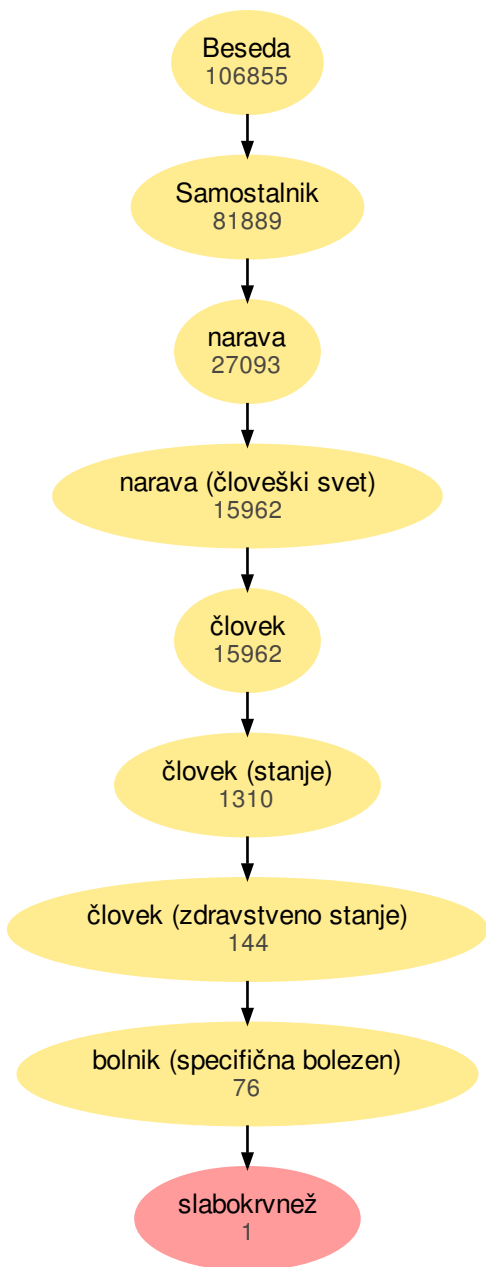 Beseda
106855
Samostalnik
81889
narava
27093
narava (človeški svet)
15962
človek
15962
človek (stanje)
1310
človek (zdravstveno stanje)
144
bolnik (specifična bolezen)
76
slabokrvnež
1